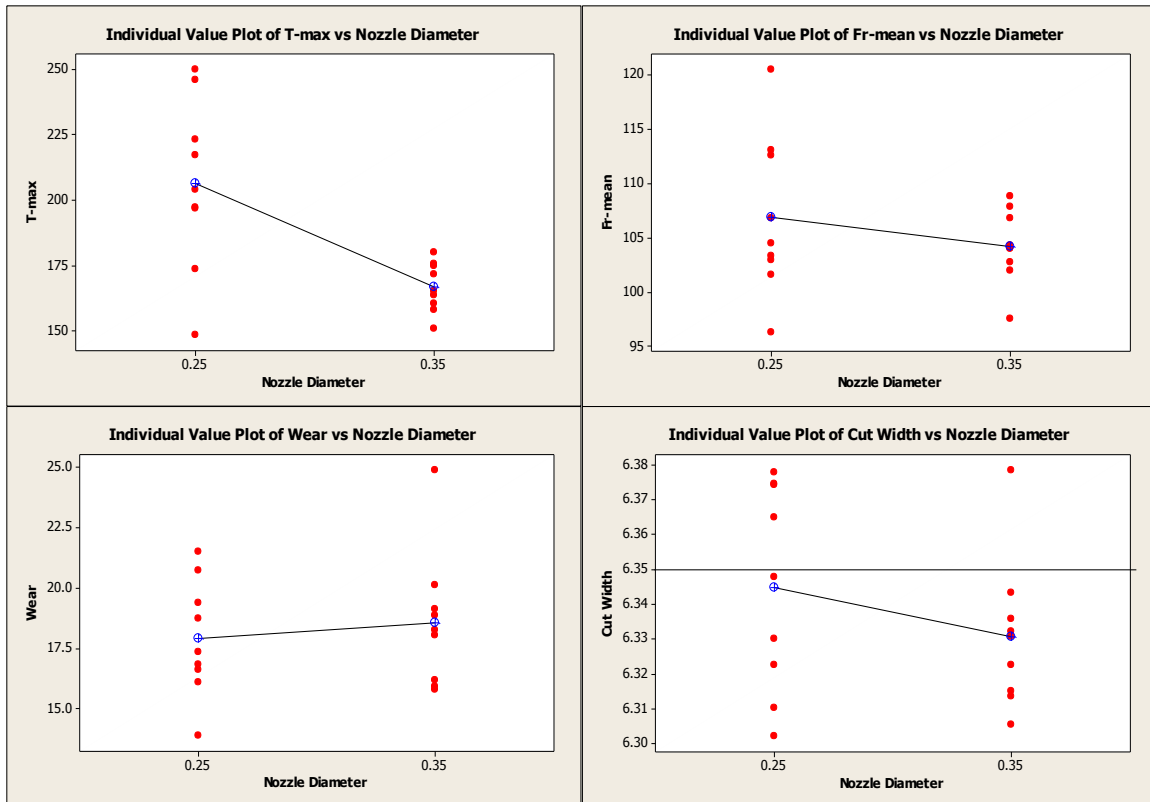 Individual Value Plot of T-max vs Nozzle Diameter
250
225
200
175
150
T-max
0.25
0.35
Nozzle Diameter
Individual Value Plot of Fr-mean vs Nozzle Diameter
120
115
110
105
100
95
Fr-mean
0.25
0.35
Nozzle Diameter
Individual Value Plot of Wear vs Nozzle Diameter
25.0
22.5
20.0
17.5
15.0
Wear
0.25
0.35
Nozzle Diameter
Individual Value Plot of Cut Width vs Nozzle Diameter
6.38
6.37
6.36
6.35
6.34
6.33
6.32
6.31
6.30
Cut Width
0.25
0.35
Nozzle Diameter